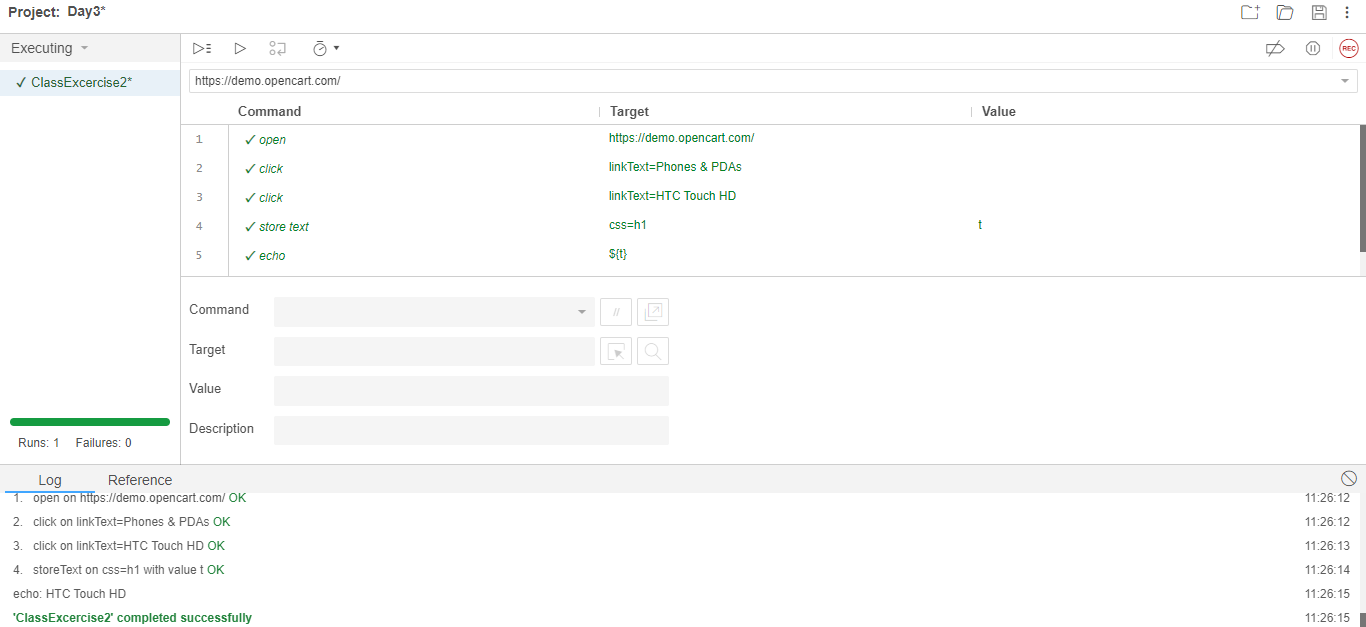 Project: Day3*
Executing
REC
✓ ClassExcercise2*
https://demo.opencart.com/
Command Target Value
1 ✓ open https://demo.opencart.com/
2 ✓ click linkText=Phones & PDAs
3 ✓ click linkText=HTC Touch HD
4 ✓ store text css=h1 t
5 ✓ echo ${t}
Command //
Target
Value
Description
Runs: 1 Failures: 0
Log Reference
1. open on https://demo.opencart.com/ OK 11:26:12
2. click on linkText=Phones & PDAs OK 11:26:12
3. click on linkText=HTC Touch HD OK 11:26:13
4. storeText on css=h1 with value t OK 11:26:14
echo: HTC Touch HD 11:26:15
'ClassExcercise2' completed successfully 11:26:15